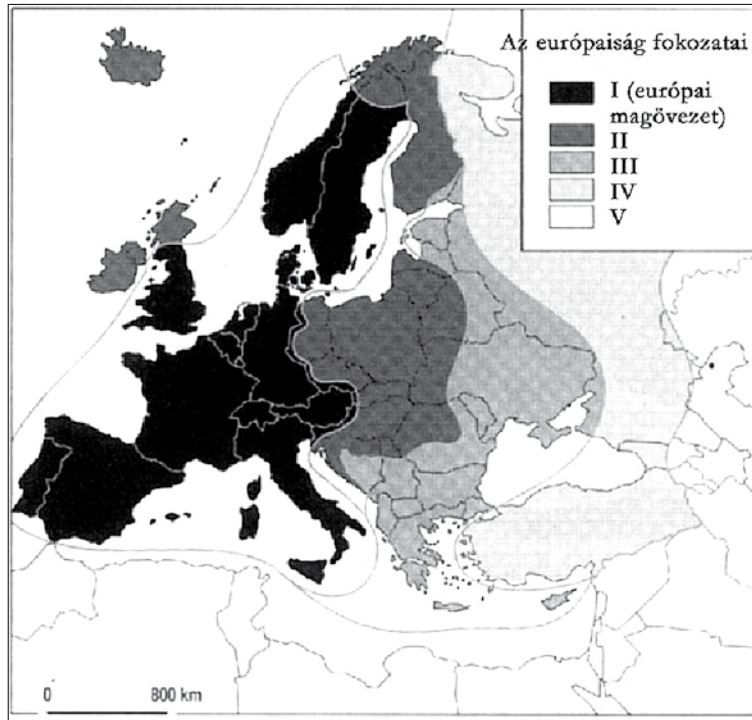 Az európaiság fokozatai
I (európai
magövezet)
II
III
IV
V
0 800 km